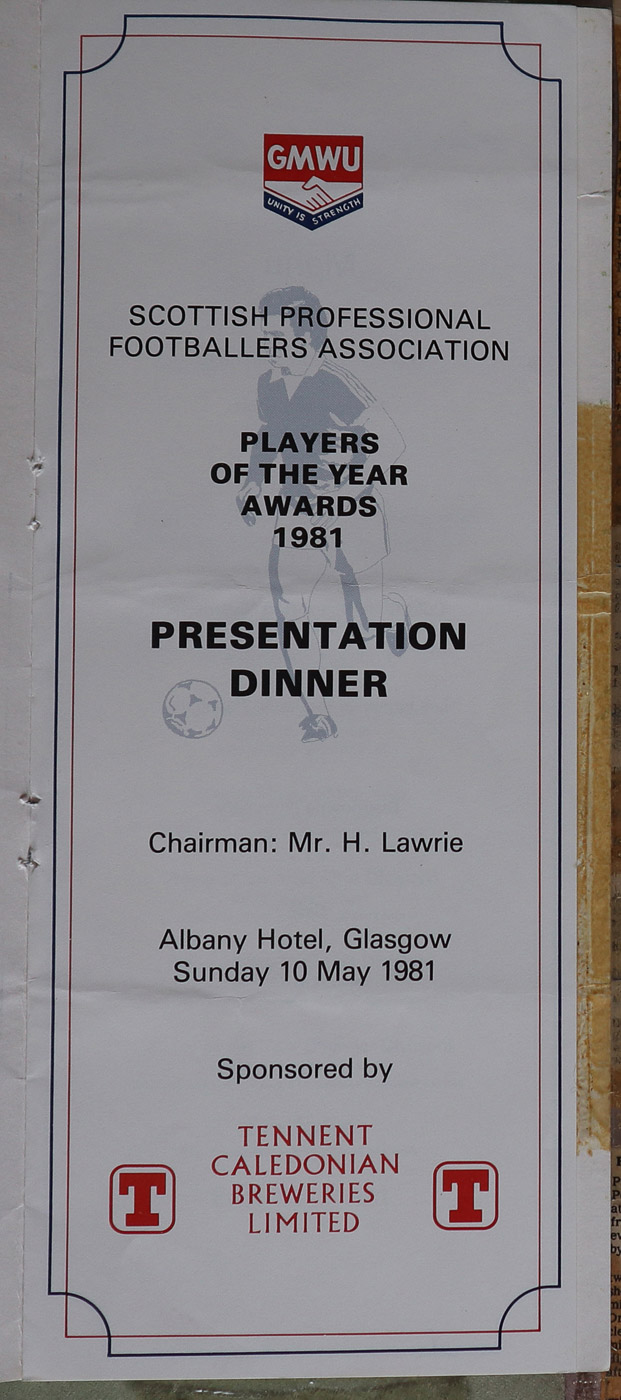 GMWU
UNITY IS STRENGTH
SCOTTISH PROFESSIONAL
FOOTBALLERS ASSOCIATION
PLAYERS
OF THE YEAR
AWARDS
1981
PRESENTATION
DINNER
Chairman: Mr. H. Lawrie
Albany Hotel, Glasgow
Sunday 10 May 1981
Sponsored by
TENNENT
CALEDONIAN
BREWERIES
LIMITED
T
T